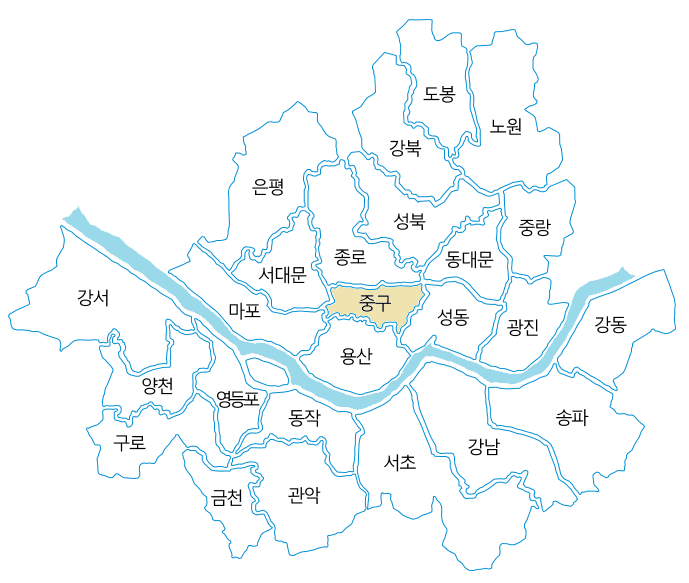 도봉
노원
강북
은평
성북
중랑
종로
동대문
서대문
강서
중구
마포
성동
광진
강동
용산
양천
영등포
동작
송파
구로
강남
서초
금천
관악